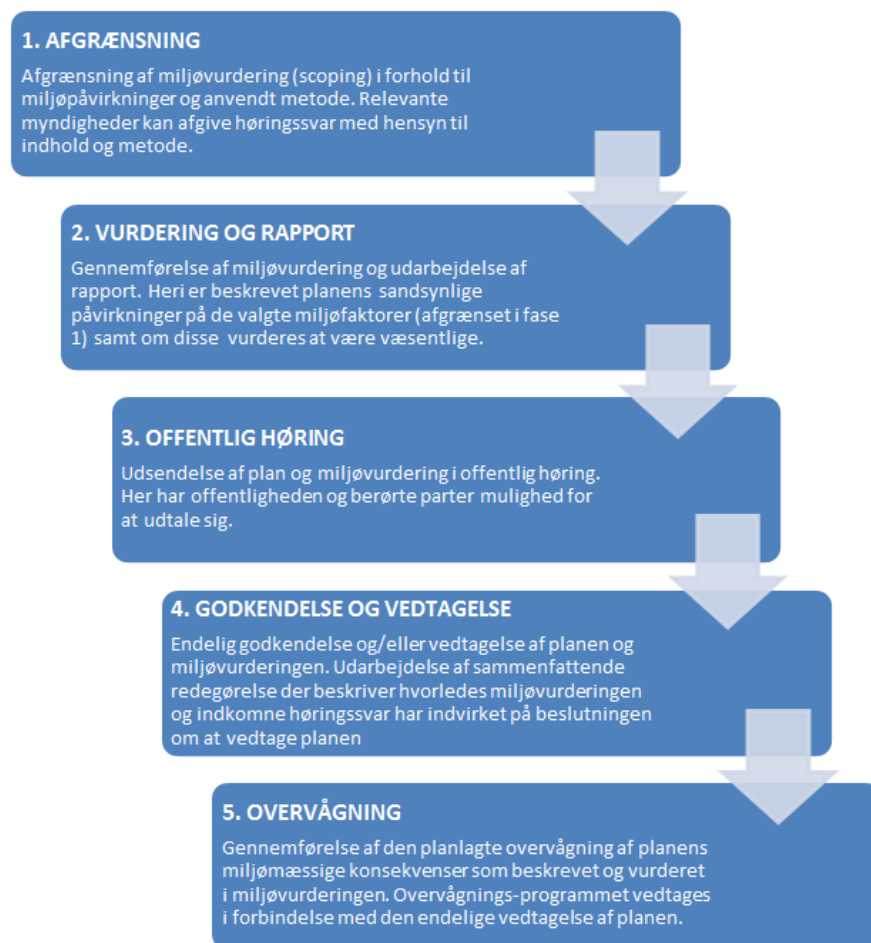 1. AFGRÆNSNING
Afgrænsning af miljøvurdering (scoping) i forhold til
miljøpåvirkninger og anvendt metode. Relevante
myndigheder kan afgive høringssvar med hensyn til
indhold og metode.
2. VURDERING OG RAPPORT
Gennemførelse af miljøvurdering og udarbejdelse af
rapport. Heri er beskrevet planens sandsynlige
påvirkninger på de valgte miljøfaktorer (afgrænset i fase
1) samt om disse vurderes at være væsentlige.
3. OFFENTLIG HØRING
Udsendelse af plan og miljøvurdering i offentlig høring.
Her har offentligheden og berørte parter mulighed for
at udtale sig.
4. GODKENDELSE OG VEDTAGELSE
Endelig godkendelse og/eller vedtagelse af planen og
miljøvurderingen. Udarbejdelse af sammenfattende
redegørelse der beskriver hvorledes miljøvurderingen
og indkomne høringssvar har indvirket på beslutningen
om at vedtage planen
5. OVERVÅGNING
Gennemførelse af den planlagte overvågning af planens
miljømæssige konsekvenser som beskrevet og vurderet
i miljøvurderingen. Overvågnings-programmet vedtages
i forbindelse med den endelige vedtagelse af planen.